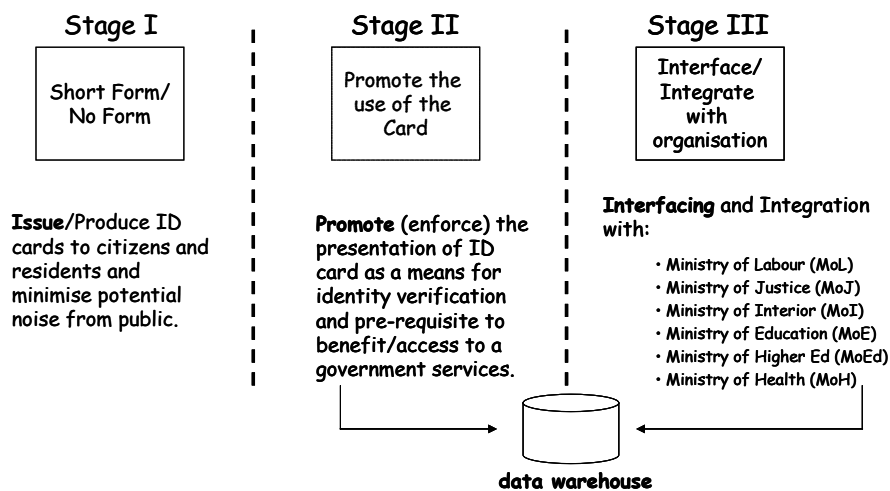 Stage I
Short Form/
No Form
Issue/Produce ID
cards to citizens and
residents and
minimise potential
noise from public.
Stage II
Promote the
use of the
Card
Promote (enforce) the
presentation of ID
card as a means for
identity verification
and pre-requisite to
benefit/access to a
government services.
Stage III
Interface/
Integrate
with
organisation
Interfacing and Integration
with:
• Ministry of Labour (MoL)
• Ministry of Justice (MoJ)
• Ministry of Interior (MoI)
• Ministry of Education (MoE)
• Ministry of Higher Ed (MoEd)
• Ministry of Health (MoH)
data warehouse